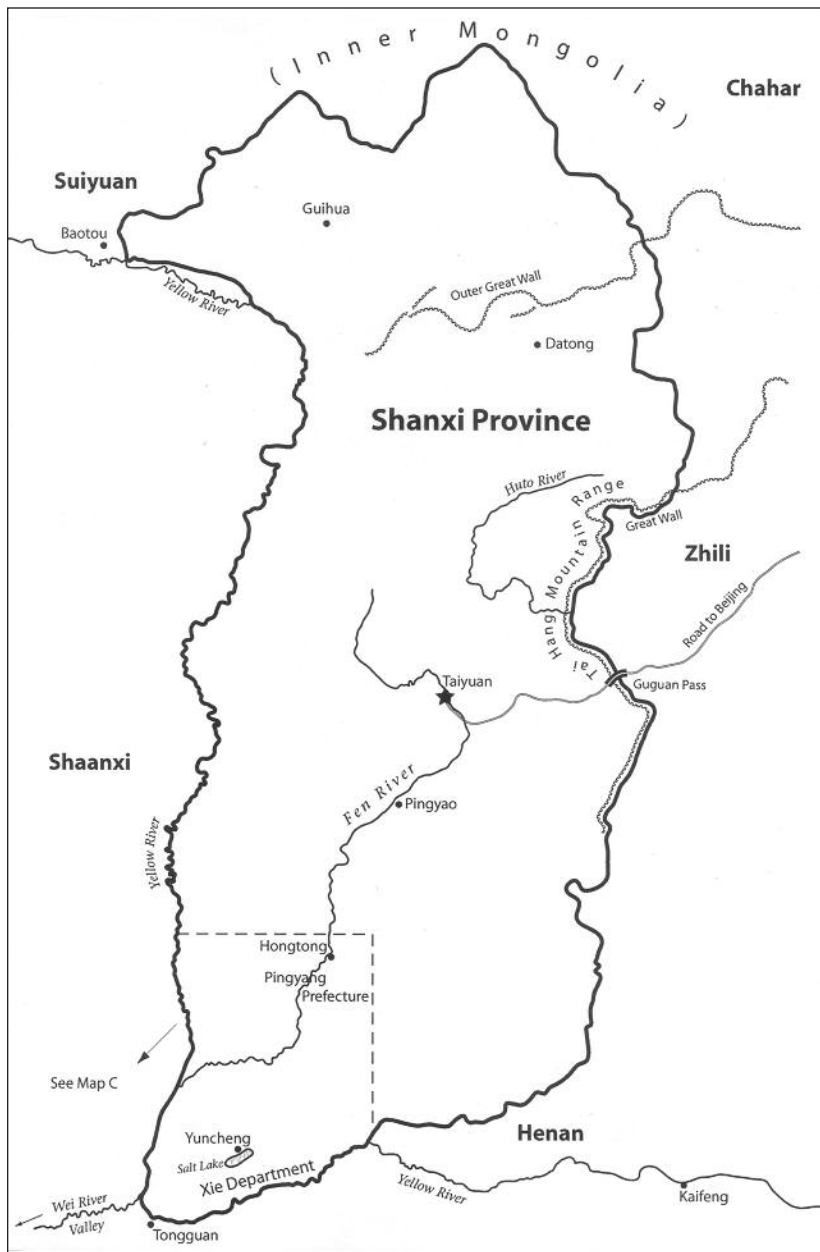 (Inner Mongolia)
Chahar
Suiyuan
Guihua
Baotou
Yellow River
Outer Great Wall
Datong
Shanxi Province
Huto River
Tai Hang Mountain Range
Great Wall
Zhili
Road to Beijing
Taiyuan
Guguan Pass
Shaanxi
Fen River
Pingyao
Yellow River
Hongtong
Pingyang
Prefecture
See Map C
Yuncheng
Salt Lake
Xie Department
Henan
Yellow River
Kaifeng
Wei River
Valley
Tongguan